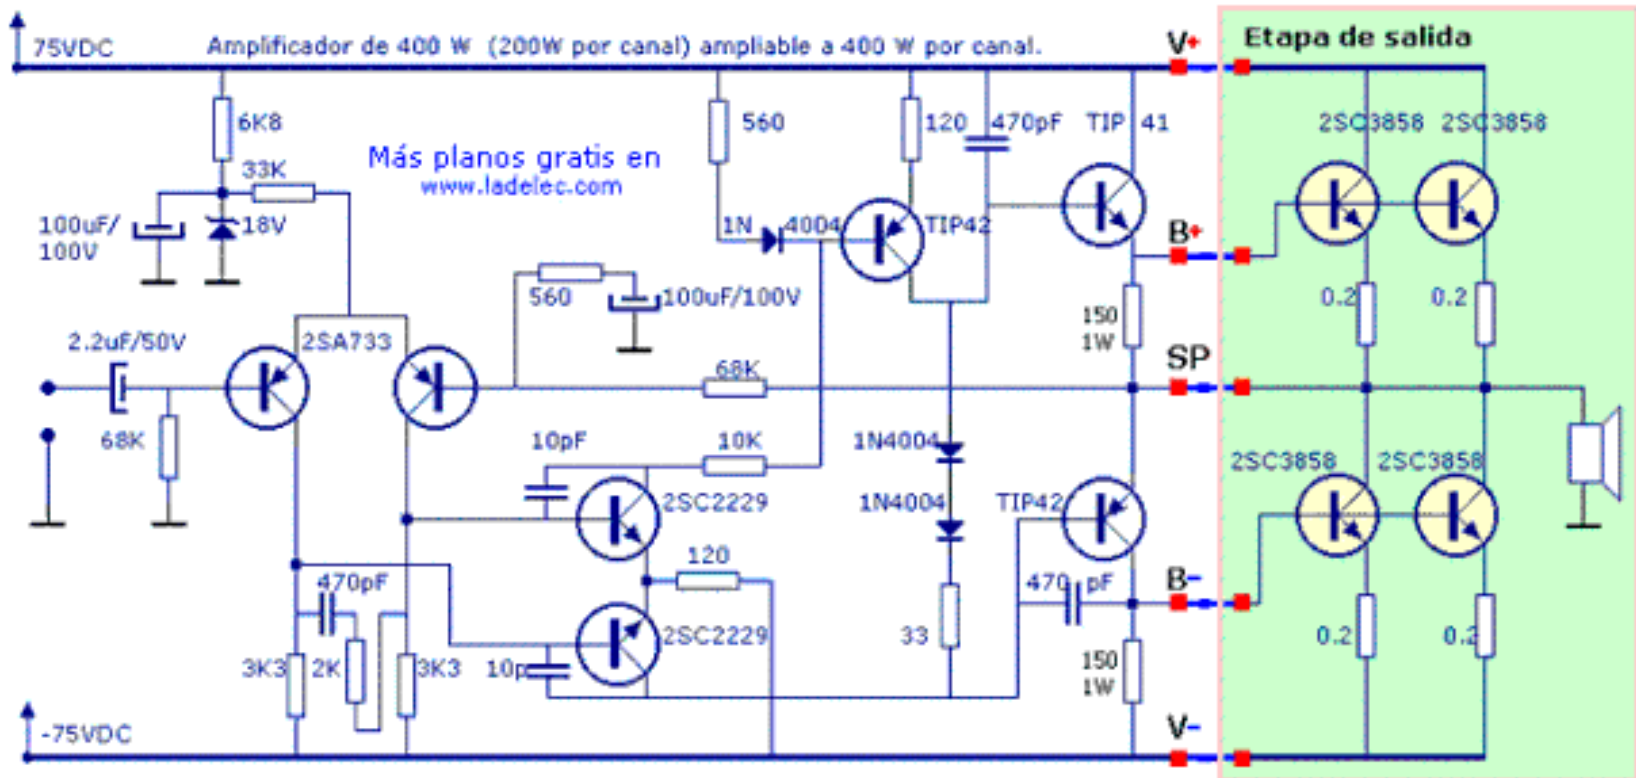 75VDC
Amplificador de 400 W (200W por canal) ampliable a 400 W por canal.
V+
Etapa de salida
6K8
560
120
470pF
TIP 41
2SC3858
2SC3858
Más planos gratis en
www.ladelec.com
33K
100uF/
100V
18V
1N 4004
TIP42
B+
560
100uF/100V
0.2
0.2
150
1W
2.2uF/50V
2SA733
SP
68K
68K
10pF
10K
1N4004
2SC3858
2SC3858
2SC2229
1N4004
TIP42
120
470pF
470 pF
B-
2SC2229
33
0.2
0.2
3K3
2K
3K3
10p
150
1W
V-
-75VDC